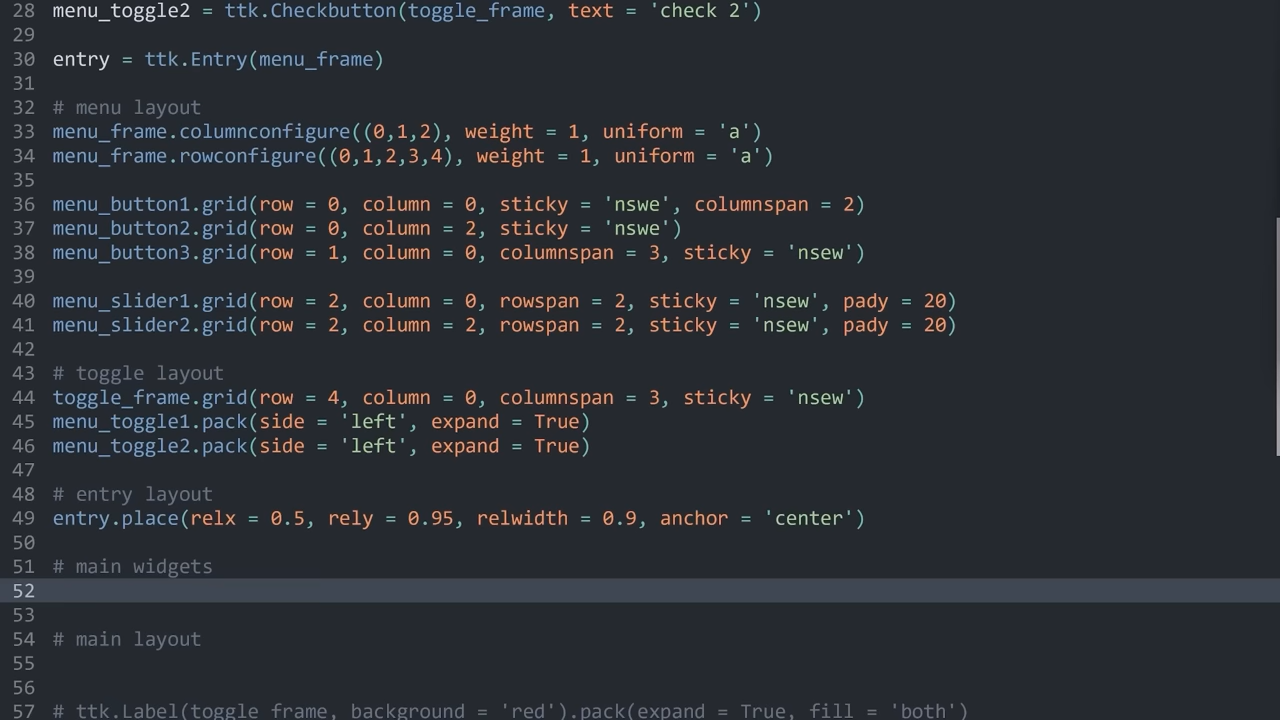 28 menu_toggle2 = ttk.Checkbutton(toggle_frame, text = 'check 2')
29
30 entry = ttk.Entry(menu_frame)
31
32 # menu layout
33 menu_frame.columnconfigure((0,1,2), weight = 1, uniform = 'a')
34 menu_frame.rowconfigure((0,1,2,3,4), weight = 1, uniform = 'a')
35
36 menu_button1.grid(row = 0, column = 0, sticky = 'nswe', columnspan = 2)
37 menu_button2.grid(row = 0, column = 2, sticky = 'nswe')
38 menu_button3.grid(row = 1, column = 0, columnspan = 3, sticky = 'nsew')
39
40 menu_slider1.grid(row = 2, column = 0, rowspan = 2, sticky = 'nsew', pady = 20)
41 menu_slider2.grid(row = 2, column = 2, rowspan = 2, sticky = 'nsew', pady = 20)
42
43 # toggle layout
44 toggle_frame.grid(row = 4, column = 0, columnspan = 3, sticky = 'nsew')
45 menu_toggle1.pack(side = 'left', expand = True)
46 menu_toggle2.pack(side = 'left', expand = True)
47
48 # entry layout
49 entry.place(relx = 0.5, rely = 0.95, relwidth = 0.9, anchor = 'center')
50
51 # main widgets
52
53
54 # main layout
55
56
57 # ttk.Label(toggle_frame, background = 'red').pack(expand = True, fill = 'both')